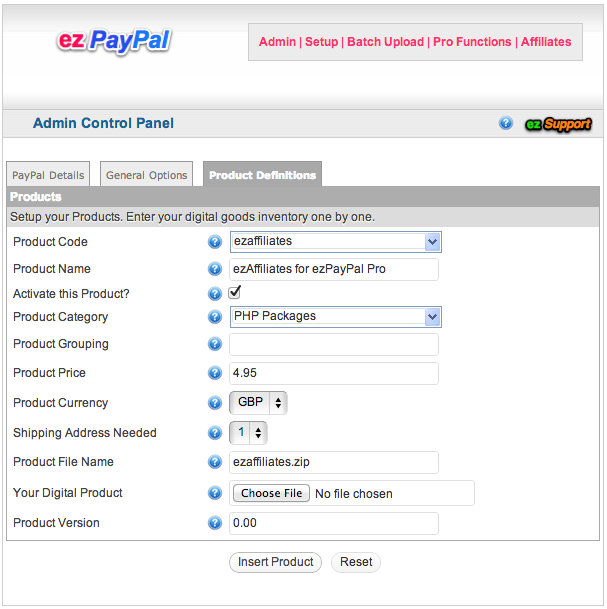 ez PayPal
Admin | Setup | Batch Upload | Pro Functions | Affiliates
Admin Control Panel ? ez Support
PayPal Details General Options Product Definitions
Products
Setup your Products. Enter your digital goods inventory one by one.
Product Code ? ezaffiliates
Product Name ? ezAffiliates for ezPayPal Pro
Activate this Product? ?
Product Category ? PHP Packages
Product Grouping ?
Product Price ? 4.95
Product Currency ? GBP
Shipping Address Needed ? 1
Product File Name ? ezaffiliates.zip
Your Digital Product ? Choose File No file chosen
Product Version ? 0.00
Insert Product Reset